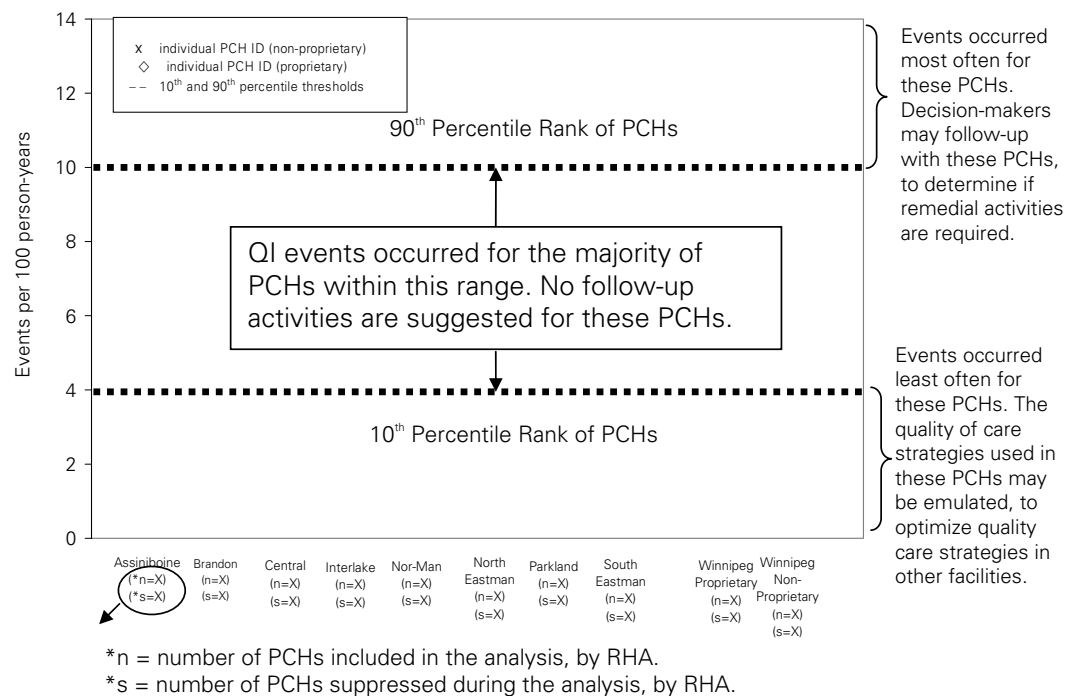 14
12
10
8
6
4
2
0
Events per 100 person-years
x individual PCH ID (non-proprietary)
◇ individual PCH ID (proprietary)
-- 10th and 90th percentile thresholds
90th Percentile Rank of PCHs
QI events occurred for the majority of
PCHs within this range. No follow-up
activities are suggested for these PCHs.
10th Percentile Rank of PCHs
Events occurred
most often for
these PCHs.
Decision-makers
may follow-up
with these PCHs,
to determine if
remedial activities
are required.
Events occurred
least often for
these PCHs. The
quality of care
strategies used in
these PCHs may
be emulated, to
optimize quality
care strategies in
other facilities.
Assiniboine
(*n=X)
(*s=X)
Brandon
(n=X)
(s=X)
Central
(n=X)
(s=X)
Interlake
(n=X)
(s=X)
Nor-Man
(n=X)
(s=X)
North
Eastman
(n=X)
(s=X)
Parkland
(n=X)
(s=X)
South
Eastman
(n=X)
(s=X)
Winnipeg
Proprietary
(n=X)
(s=X)
Winnipeg
Non-
Proprietary
(n=X)
(s=X)
*n = number of PCHs included in the analysis, by RHA.
*s = number of PCHs suppressed during the analysis, by RHA.